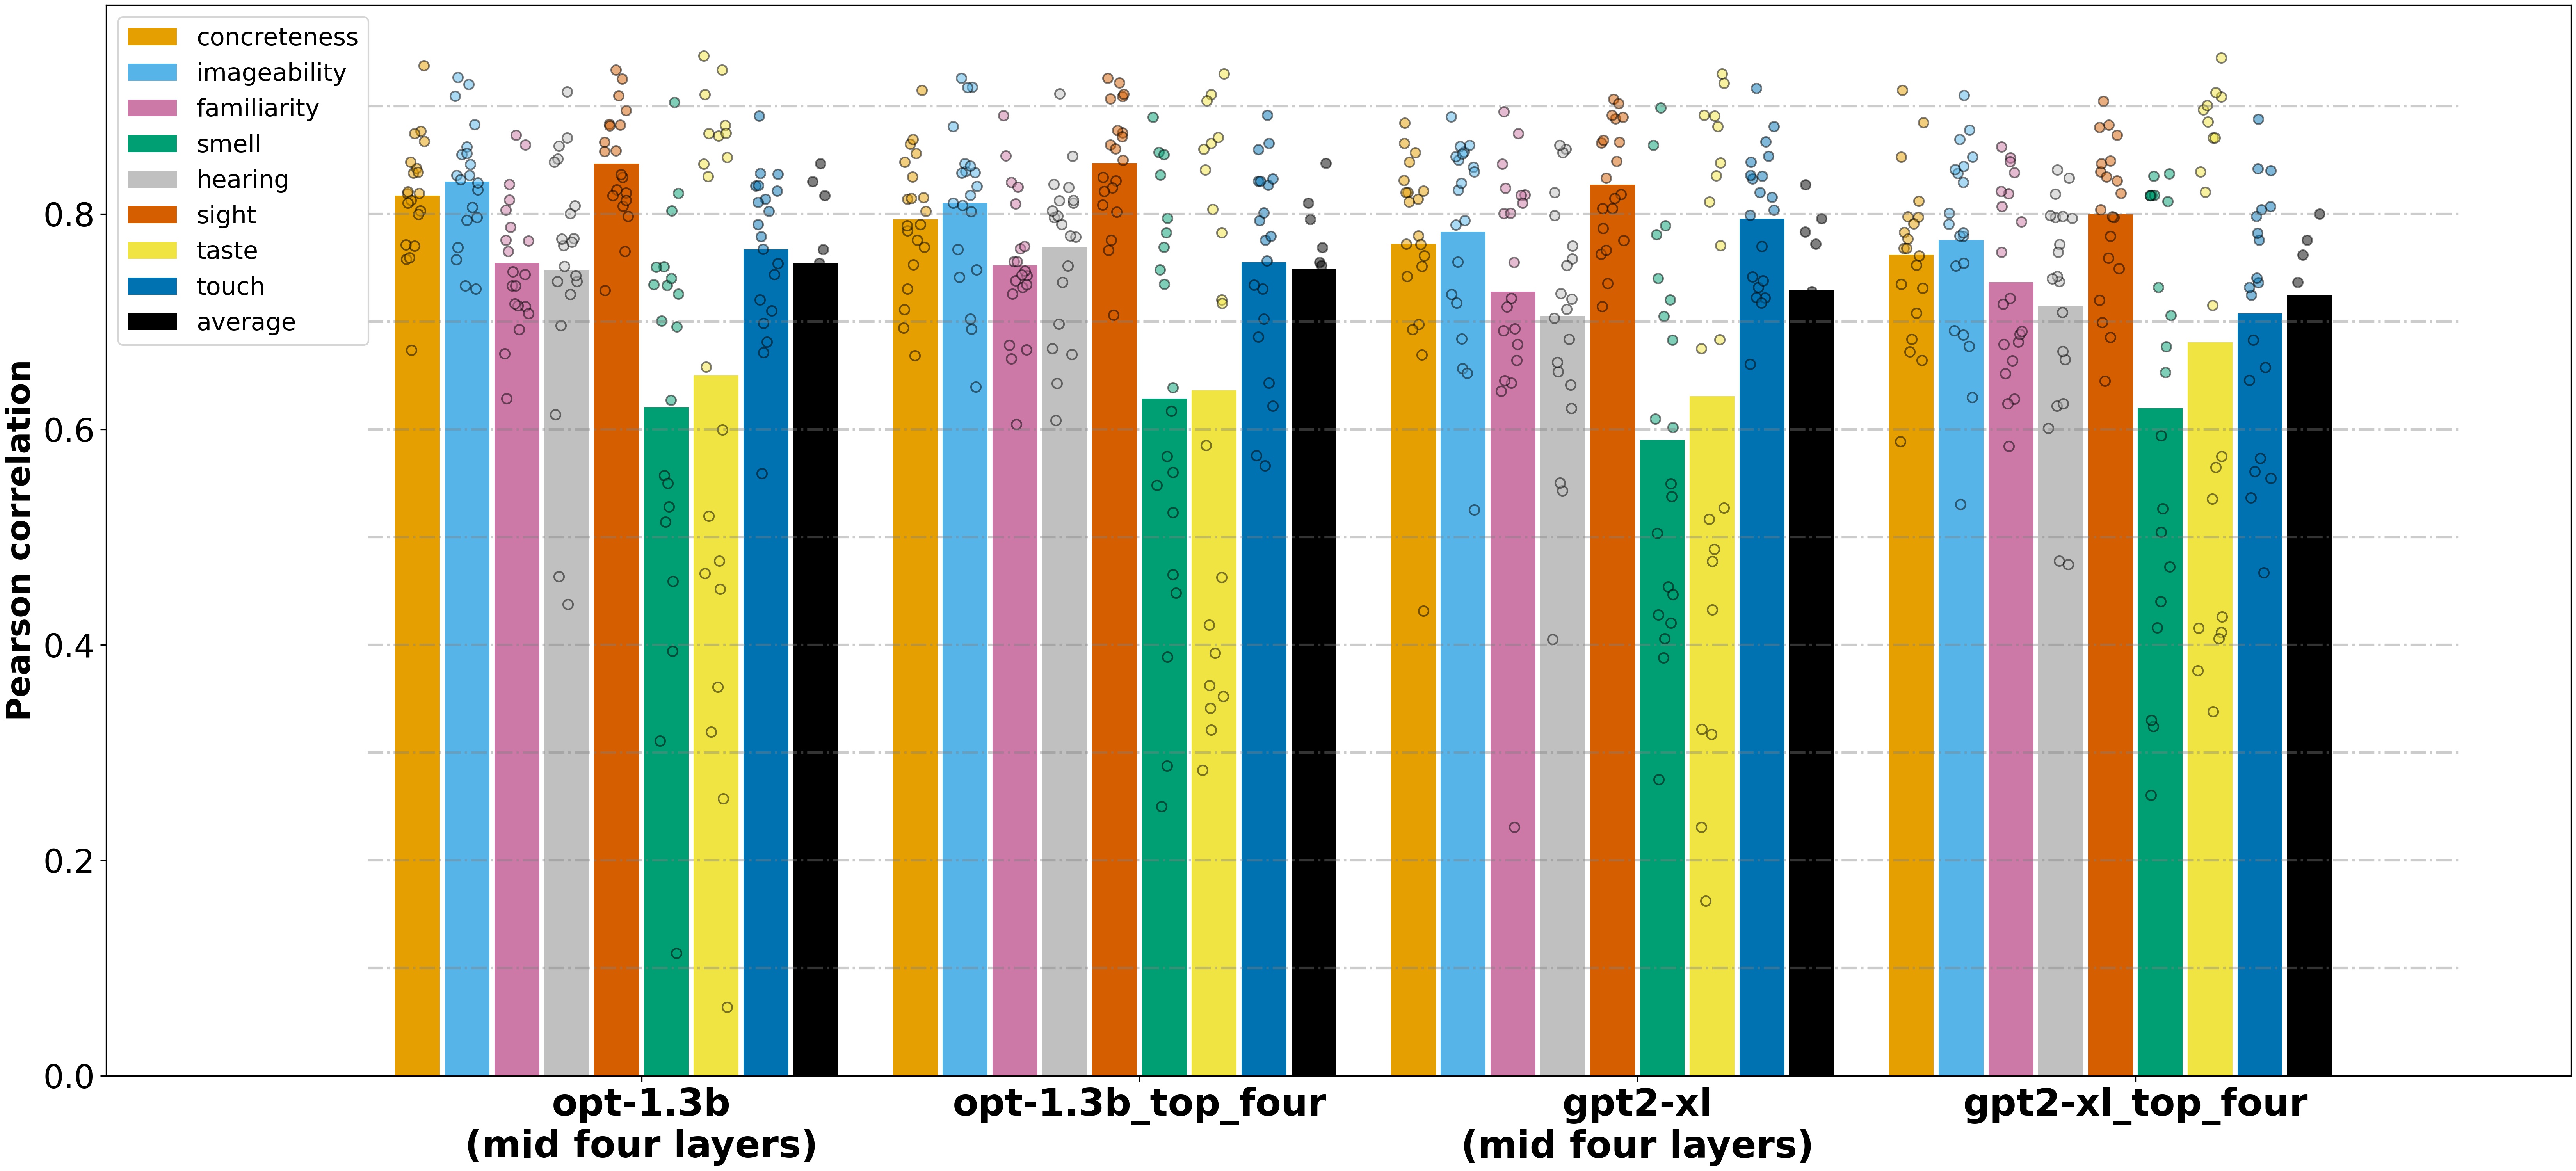 concreteness
imageability
familiarity
smell
hearing
sight
taste
touch
average
Pearson correlation
0.8
0.6
0.4
0.2
0.0
opt-1.3b
(mid four layers)
opt-1.3b_top_four
gpt2-xl
(mid four layers)
gpt2-xl_top_four